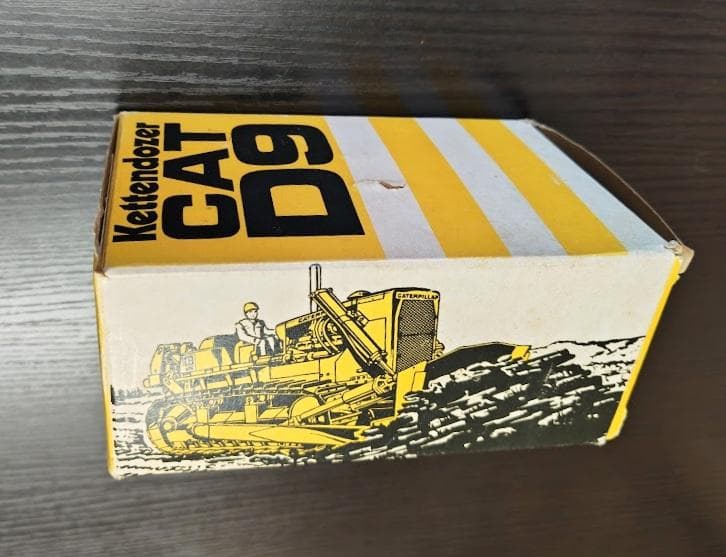 Kettendozer
CAT
D9
CATERPILLAR